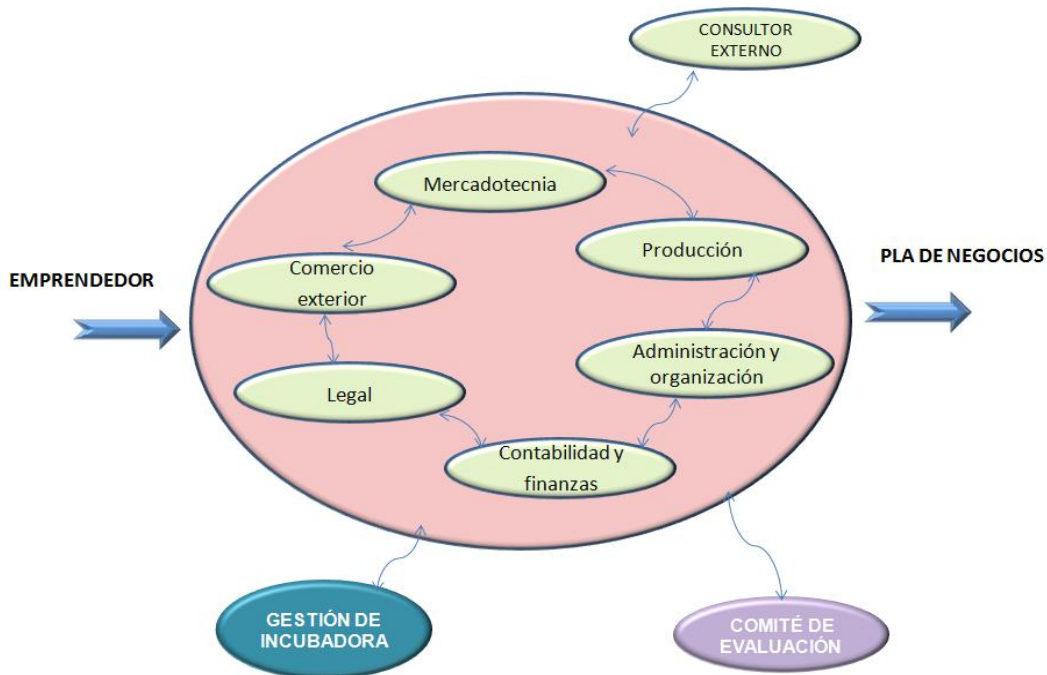 CONSULTOR
EXTERNO
Mercadotecnia
Producción
PLA DE NEGOCIOS
Comercio
exterior
EMPRENDEDOR
Administración y
organización
Legal
Contabilidad y
finanzas
GESTIÓN DE
INCUBADORA
COMITÉ DE
EVALUACIÓN